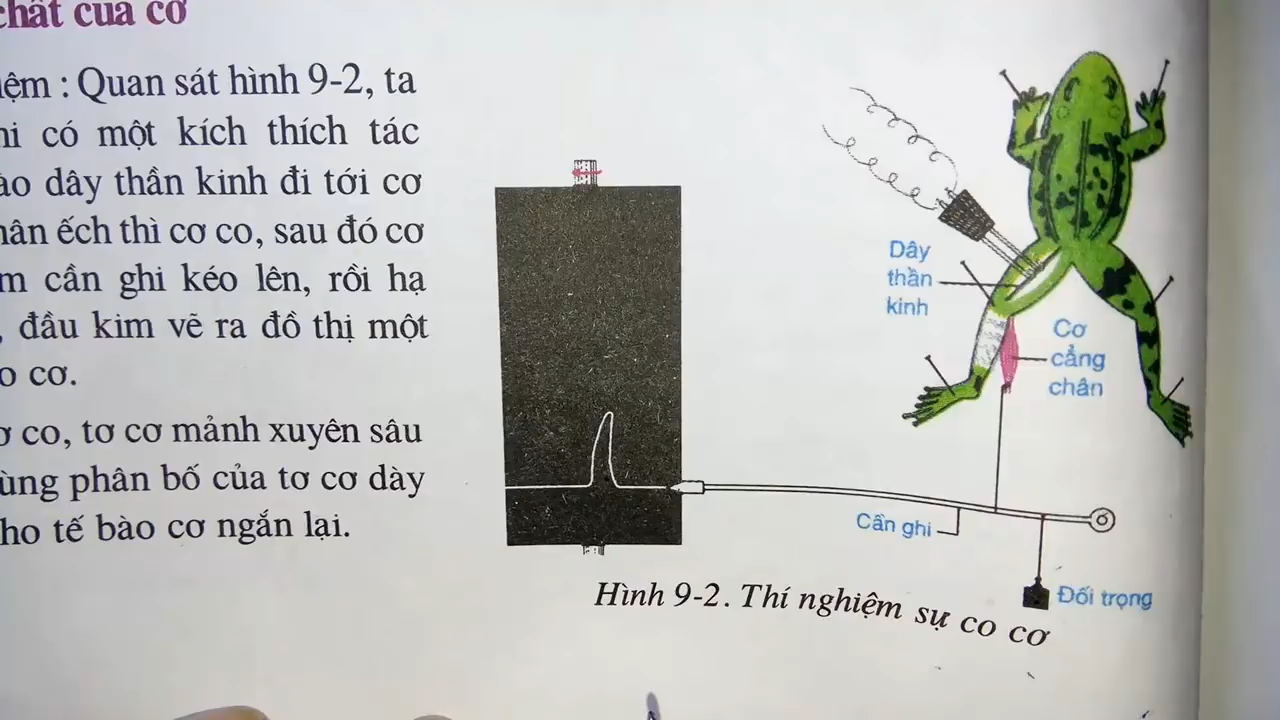 chất của cơ
iệm : Quan sát hình 9-2, ta
hi có một kích thích tác
ào dây thần kinh đi tới cơ
hân ếch thì cơ co, sau đó cơ
m cần ghi kéo lên, rồi hạ
, đầu kim vẽ ra đồ thị một
o cơ.
ơ co, tơ cơ mảnh xuyên sâu
ùng phân bố của tơ cơ dày
ho tế bào cơ ngắn lại.
Dây
thần
kinh
Cơ
cẳng
chân
Cần ghi
Đối trọng
Hình 9-2. Thí nghiệm sự co cơ